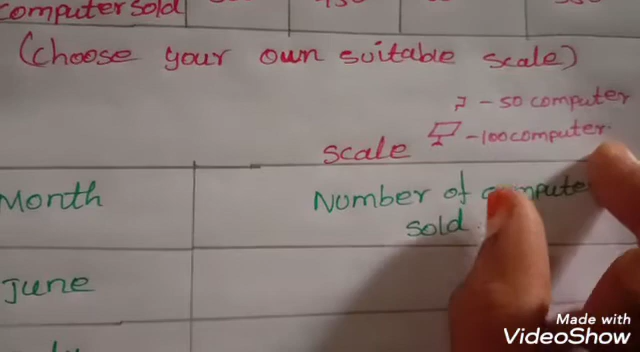 computer sold
(choose your own suitable scale)
- 50 computer
scale - 100 computer.
Month Number of compute
sold.
June
Made with
VideoShow